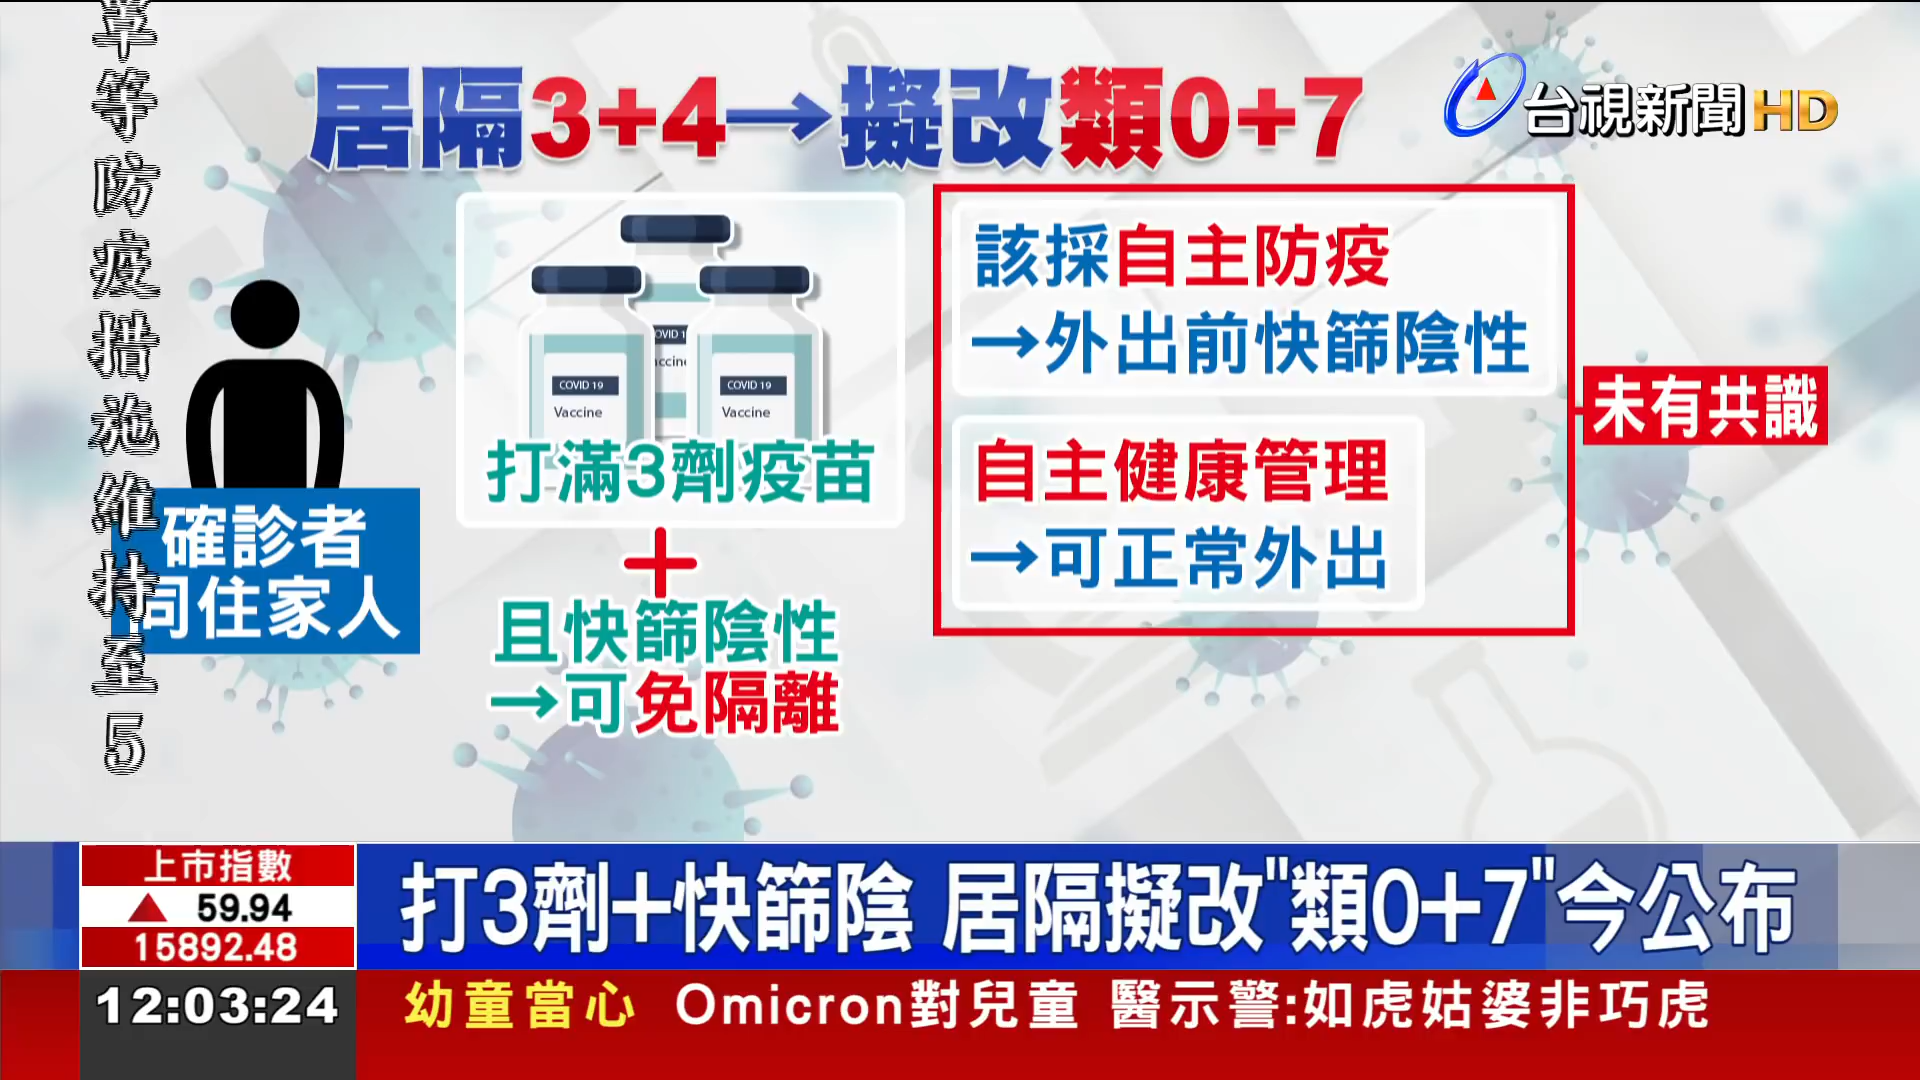 罩等防疫措施維持至5
居隔3+4→擬改類0+7
台視新聞HD
COVID 19
Vaccine
COVID 19
Vaccine
打滿3劑疫苗
+
且快篩陰性
→可免隔離
該採自主防疫
→外出前快篩陰性
自主健康管理
→可正常外出
未有共識
確診者
同住家人
上市指數
▲ 59.94
15892.48
打3劑+快篩陰 居隔擬改"類0+7"今公布
12:03:24
幼童當心 Omicron對兒童 醫示警:如虎姑婆非巧虎